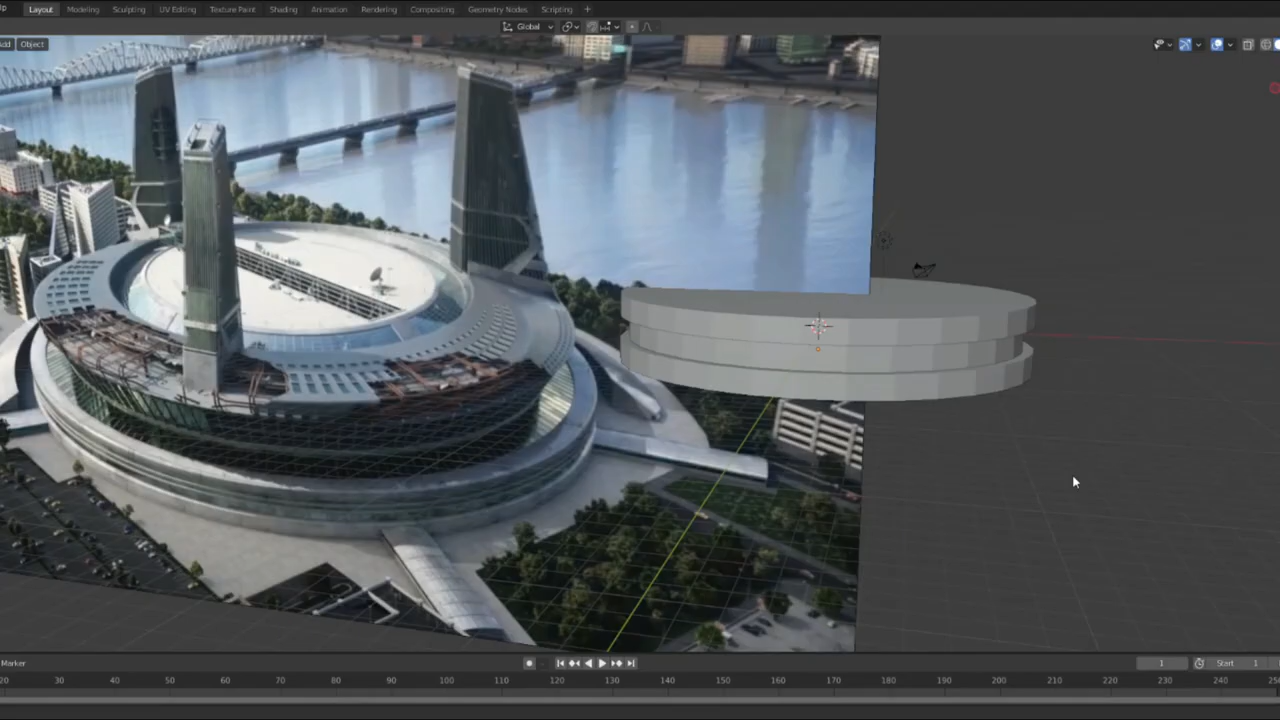 Layout Modeling Sculpting UV Editing Texture Paint Shading Animation Rendering Compositing Geometry Nodes Scripting +
Global
Object
Marker
1 Start 1
20 30 40 50 60 70 80 90 100 110 120 130 140 150 160 170 180 190 200 210 220 230 240